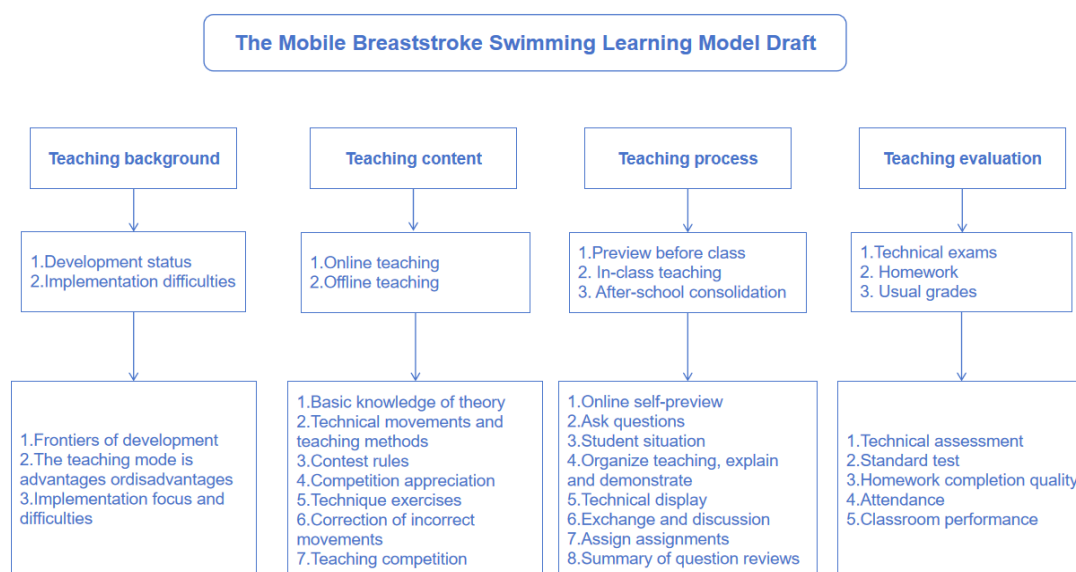 The Mobile Breaststroke Swimming Learning Model Draft
Teaching background
Teaching content
Teaching process
Teaching evaluation
1.Development status
2.Implementation difficulties
1.Online teaching
2.Offline teaching
1.Preview before class
2. In-class teaching
3. After-school consolidation
1.Technical exams
2. Homework
3. Usual grades
1.Frontiers of development
2.The teaching mode is
advantages ordisadvantages
3.Implementation focus and
difficulties
1.Basic knowledge of theory
2.Technical movements and
teaching methods
3.Contest rules
4.Competition appreciation
5.Technique exercises
6.Correction of incorrect
movements
7.Teaching competition
1.Online self-preview
2.Ask questions
3.Student situation
4.Organize teaching, explain
and demonstrate
5.Technical display
6.Exchange and discussion
7.Assign assignments
8.Summary of question reviews
1.Technical assessment
2.Standard test
3.Homework completion quality
4.Attendance
5.Classroom performance